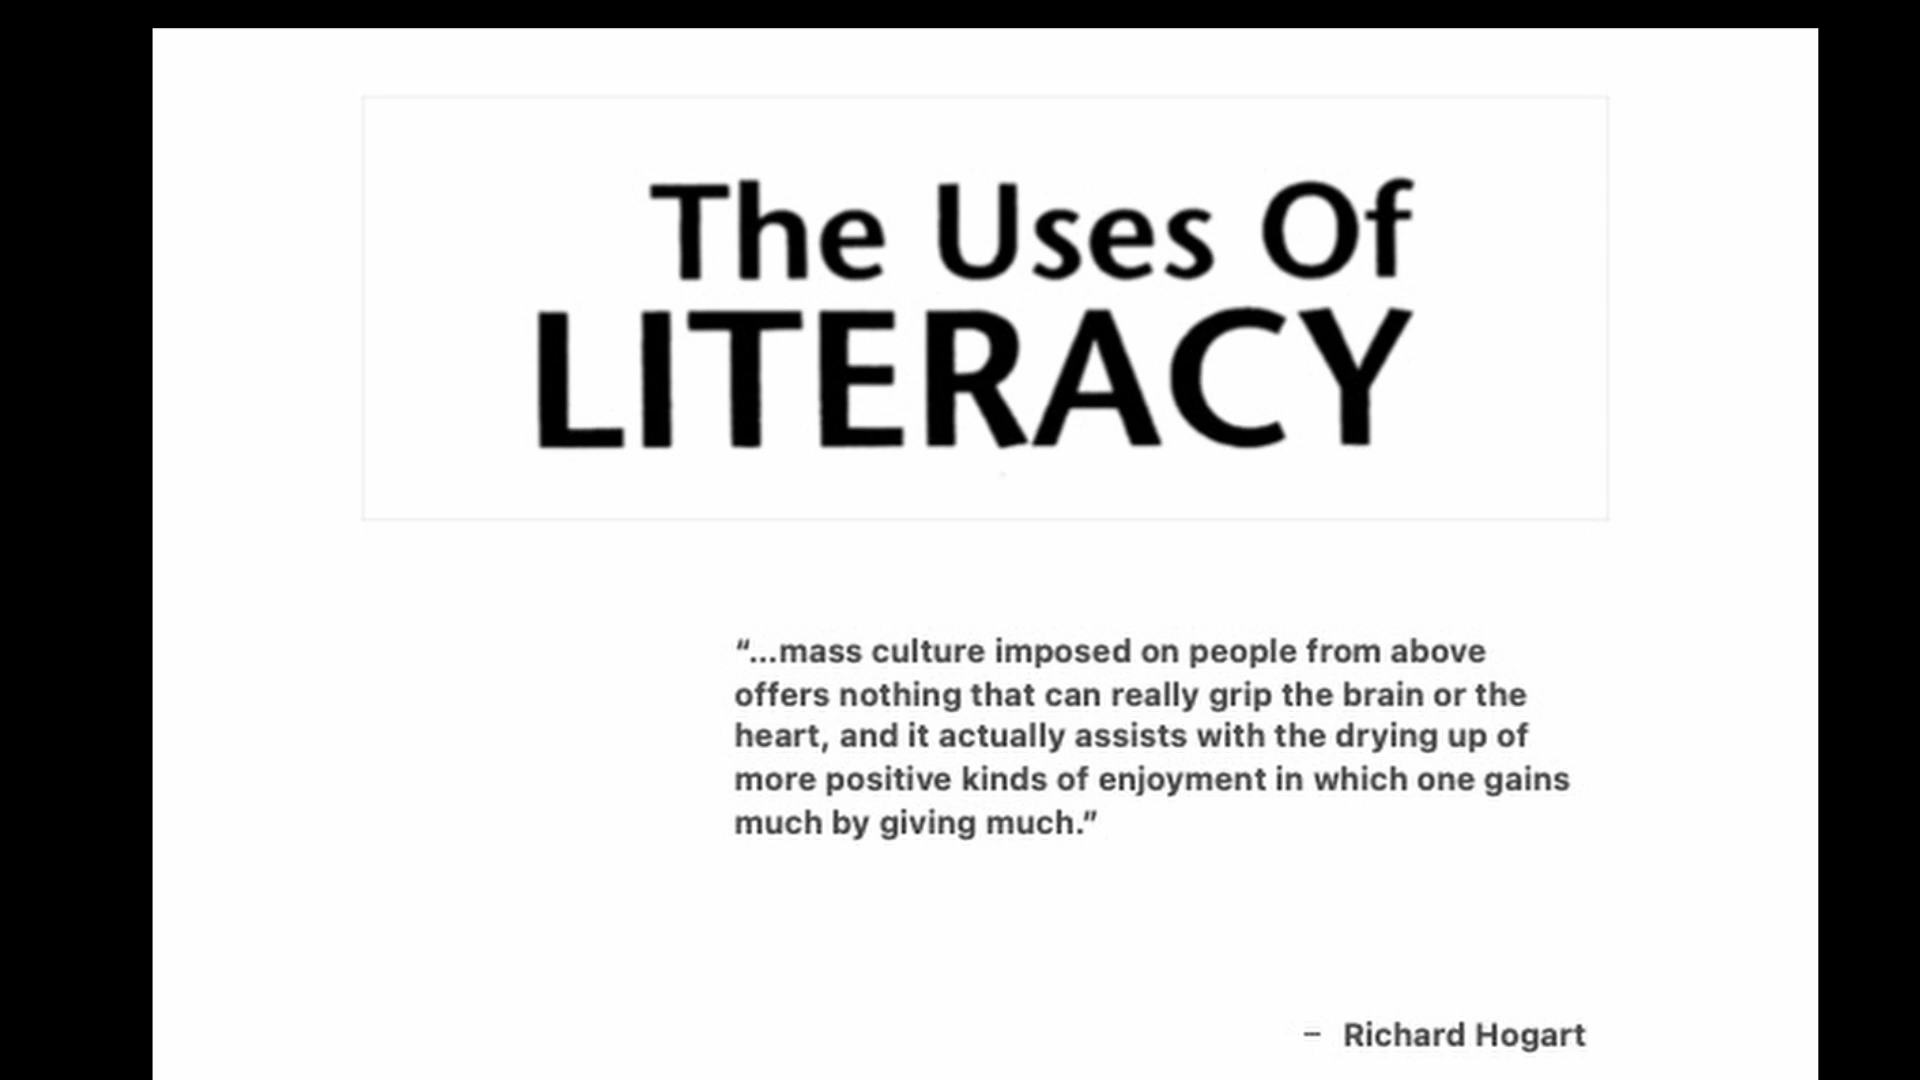 The Uses Of
LITERACY
“...mass culture imposed on people from above
offers nothing that can really grip the brain or the
heart, and it actually assists with the drying up of
more positive kinds of enjoyment in which one gains
much by giving much.”
– Richard Hogart